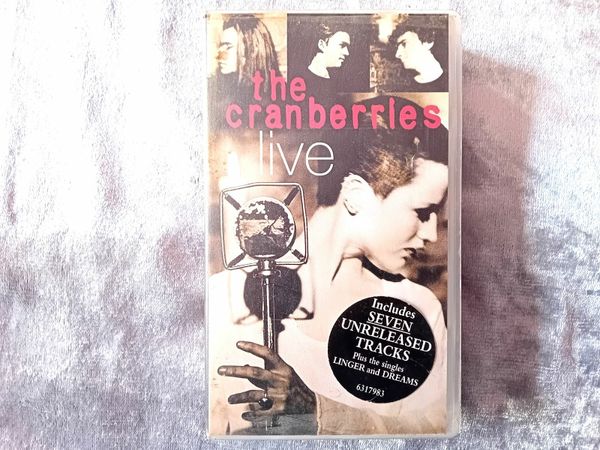 the
cranberries
live
Includes
SEVEN
UNRELEASED
TRACKS
Plus the singles
LINGER and DREAMS
6317983